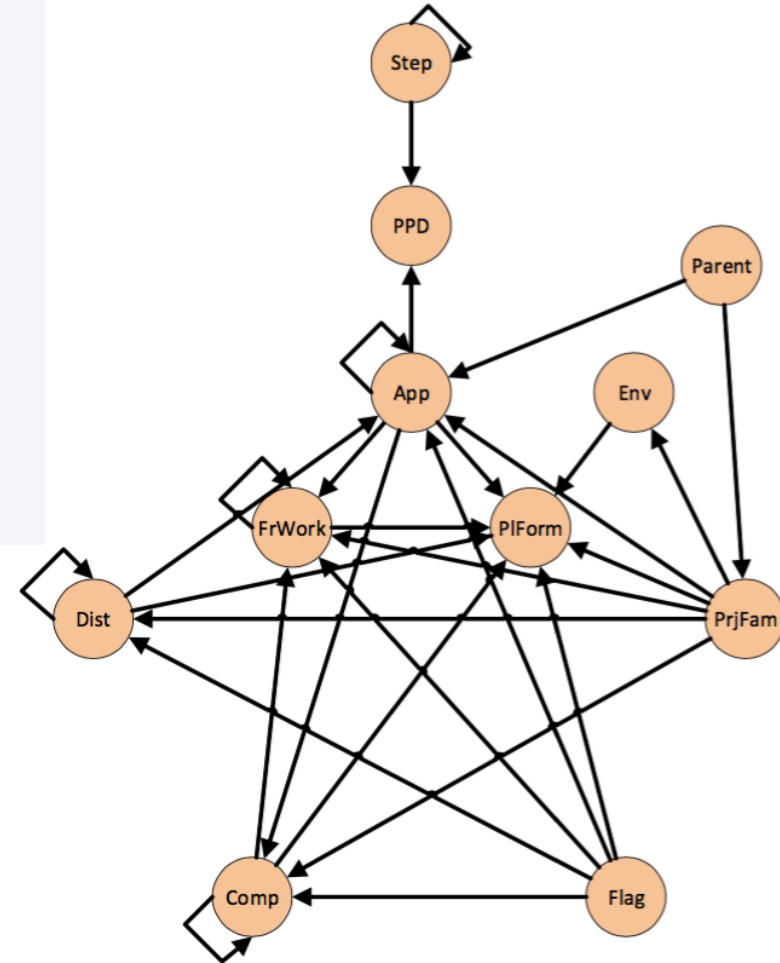 Step
PPD
Parent
App
Env
FrWork
PlForm
Dist
PrjFam
Comp
Flag